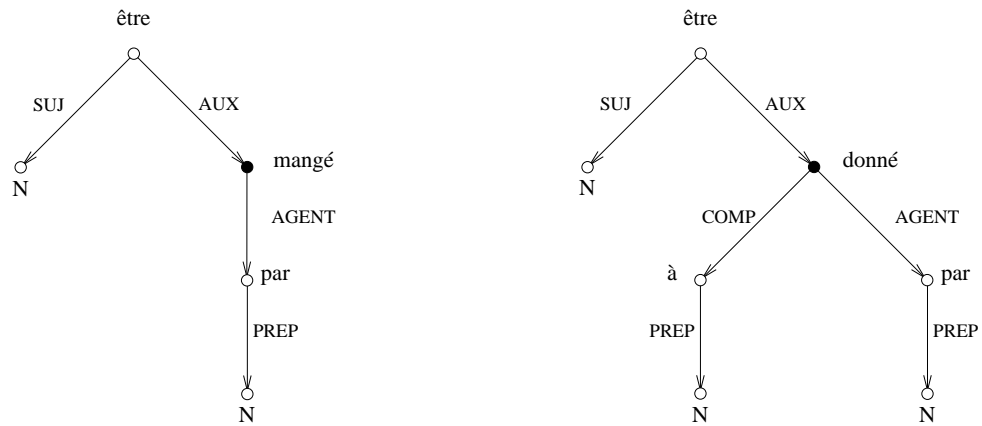 être être
SUJ AUX SUJ AUX
mangé donné
N N
AGENT COMP AGENT
par à par
PREP PREP PREP
N N N